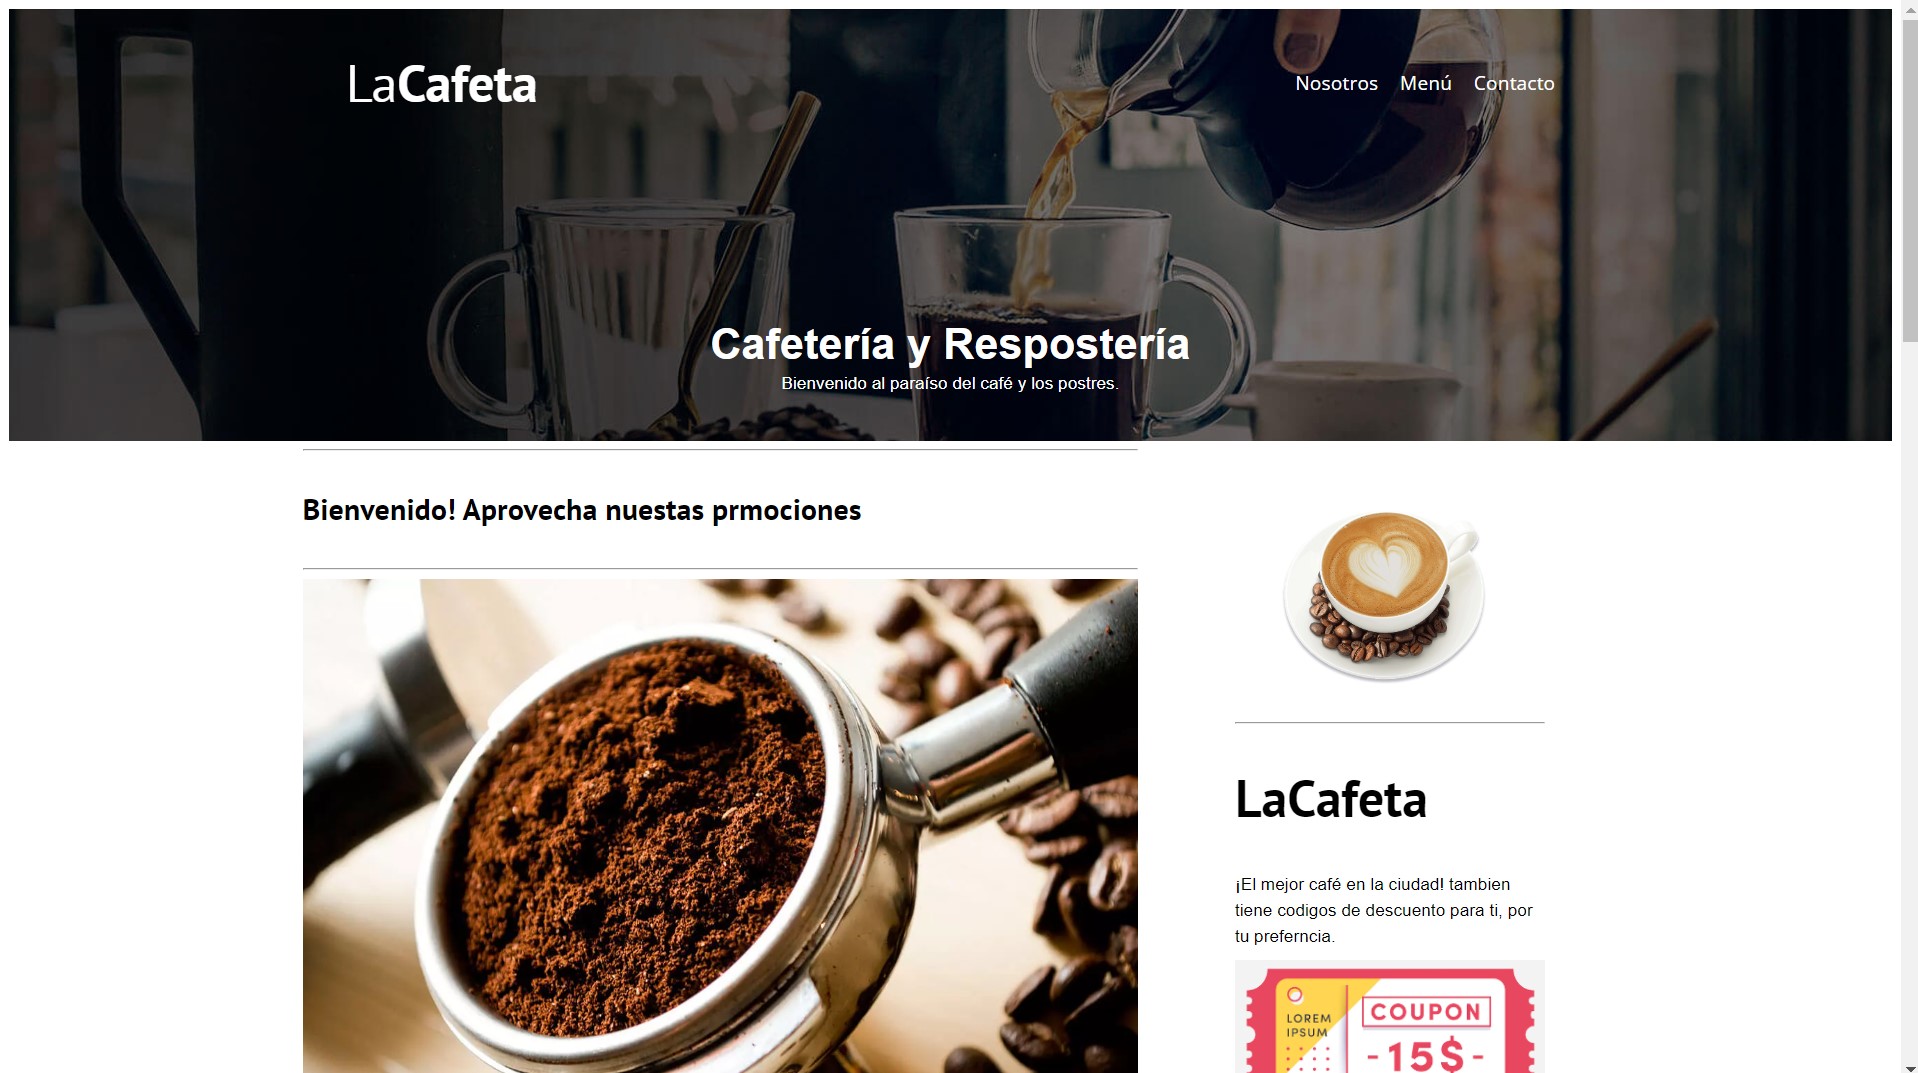 LaCafeta
Nosotros Menú Contacto
Cafetería y Respostería
Bienvenido al paraíso del café y los postres.
Bienvenido! Aprovecha nuestas prmociones
LaCafeta
¡El mejor café en la ciudad! tambien
tiene codigos de descuento para ti, por
tu preferncia.
LOREM
IPSUM
COUPON
-15$-